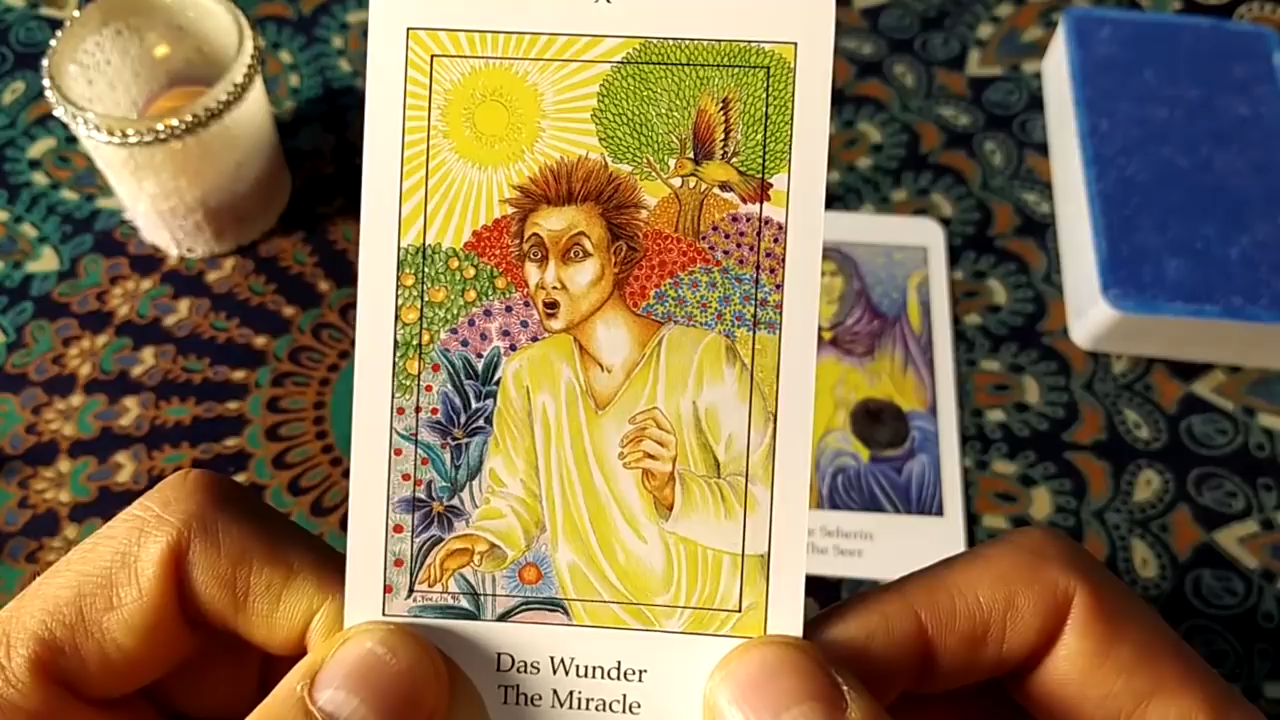 X
Das Wunder
The Miracle
Seherin
The Seer